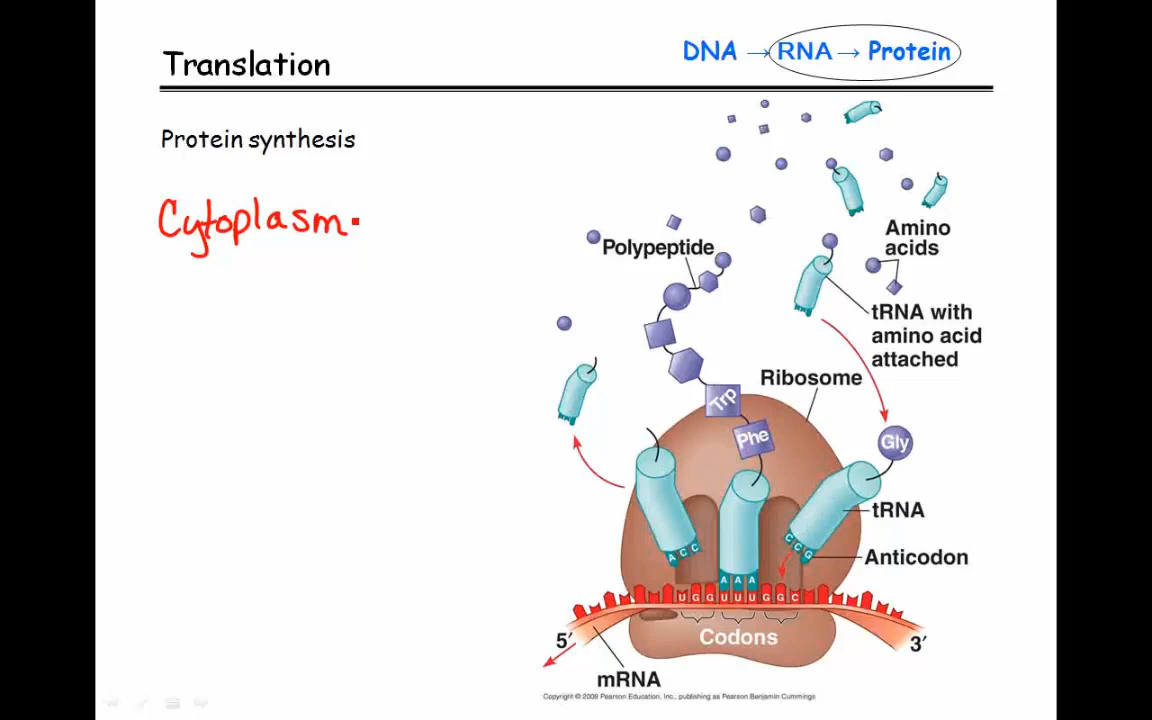 Translation
DNA → RNA → Protein
Protein synthesis
Cytoplasm
Polypeptide
Amino
acids
tRNA with
amino acid
attached
Ribosome
Trp
Phe
Gly
tRNA
Anticodon
A C C
A A A
C C G
U G G U U U G G C
Codons
5′
3′
mRNA
Copyright © 2008 Pearson Education, Inc., publishing as Pearson Benjamin Cummings